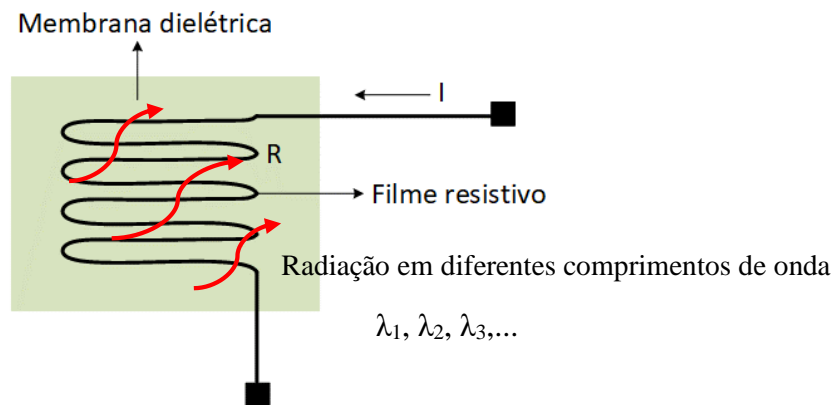 Membrana dielétrica
I
R
Filme resistivo
Radiação em diferentes comprimentos de onda
λ₁, λ₂, λ₃,...